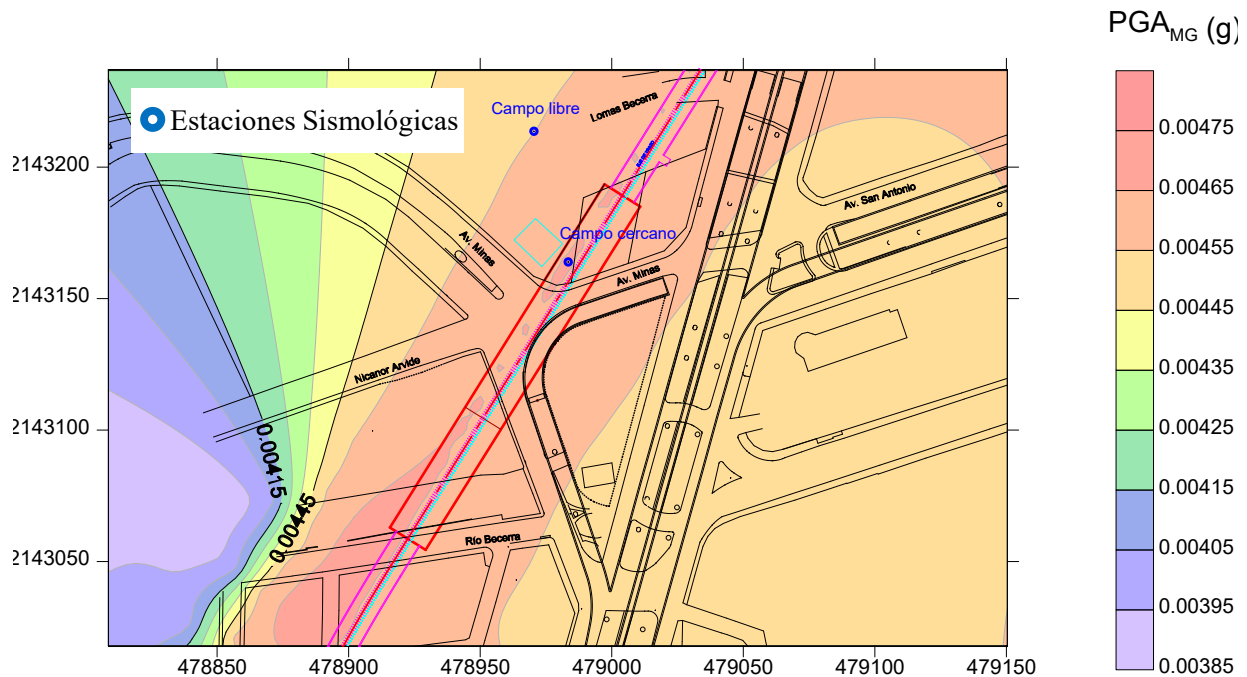 PGA_MG (g)
Estaciones Sismológicas
Campo libre
Lomas Becerra
Av. San Antonio
Campo cercano
Av. Minas
Av. Minas
Nicanor Arvide
Río Becerra
0.00415
0.00445
2143200
2143150
2143100
2143050
478850
478900
478950
479000
479050
479100
479150
0.00475
0.00465
0.00455
0.00445
0.00435
0.00425
0.00415
0.00405
0.00395
0.00385